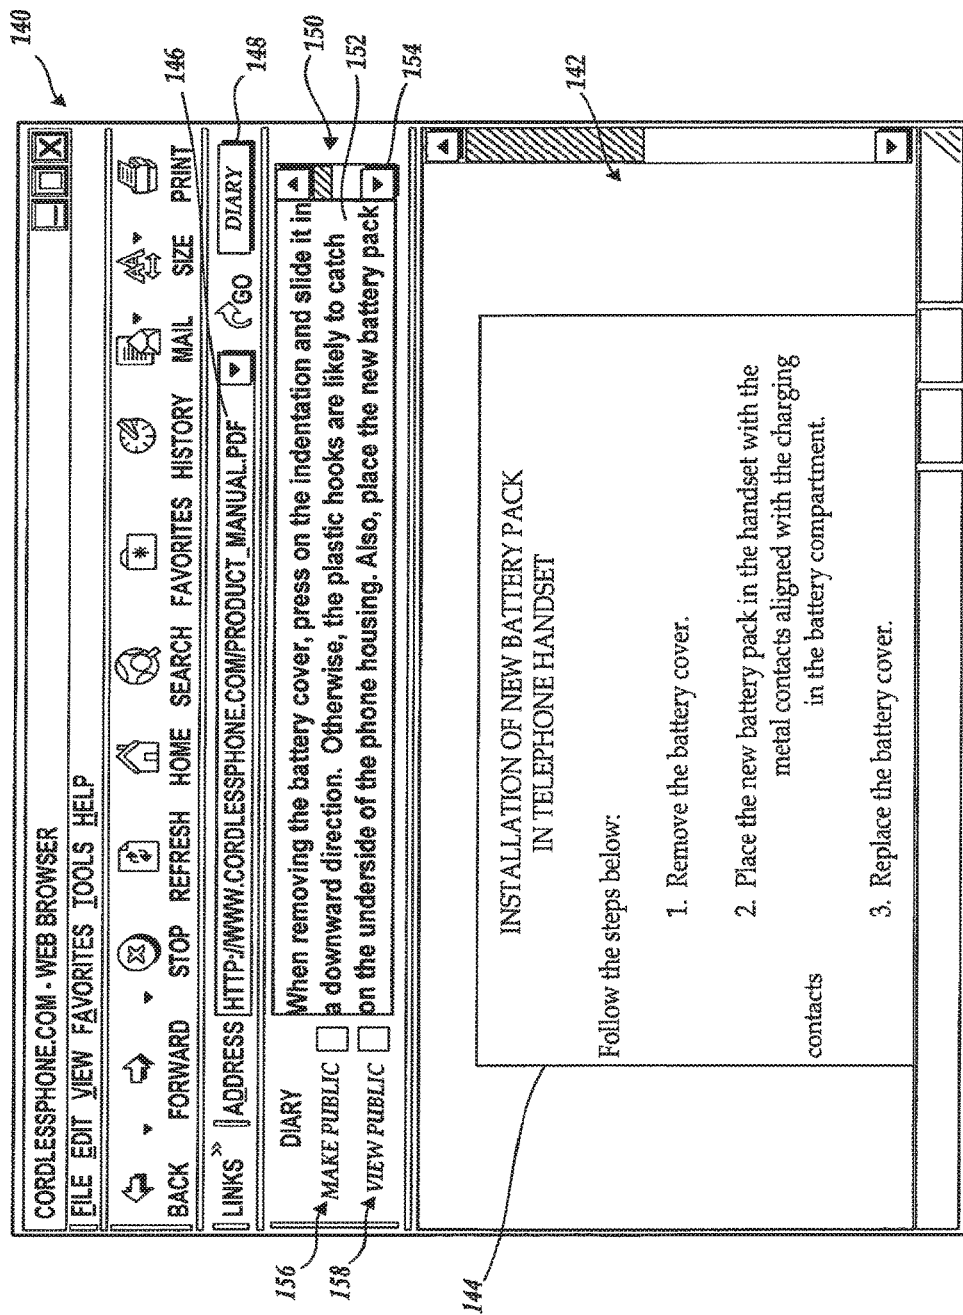 140
CORDLESSPHONE.COM - WEB BROWSER
FILE EDIT VIEW FAVORITES TOOLS HELP
BACK FORWARD STOP REFRESH HOME SEARCH FAVORITES HISTORY MAIL SIZE PRINT
146
LINKS » ADDRESS HTTP://WWW.CORDLESSPHONE.COM/PRODUCT_MANUAL.PDF GO DIARY
148
DIARY
156 MAKE PUBLIC
158 VIEW PUBLIC
When removing the battery cover, press on the indentation and slide it in
a downward direction. Otherwise, the plastic hooks are likely to catch
on the underside of the phone housing. Also, place the new battery pack
150
152
154
142
144
INSTALLATION OF NEW BATTERY PACK
IN TELEPHONE HANDSET
Follow the steps below:
1. Remove the battery cover.
2. Place the new battery pack in the handset with the
metal contacts aligned with the charging
contacts in the battery compartment.
3. Replace the battery cover.